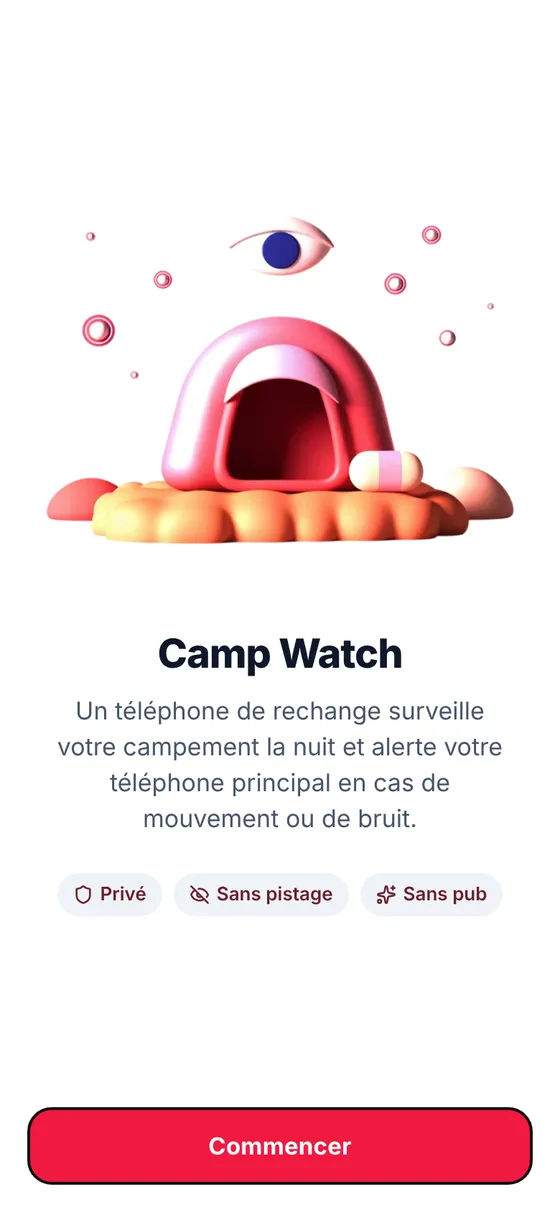 Camp Watch
Un téléphone de rechange surveille
votre campement la nuit et alerte votre
téléphone principal en cas de
mouvement ou de bruit.
Privé
Sans pistage
Sans pub
Commencer